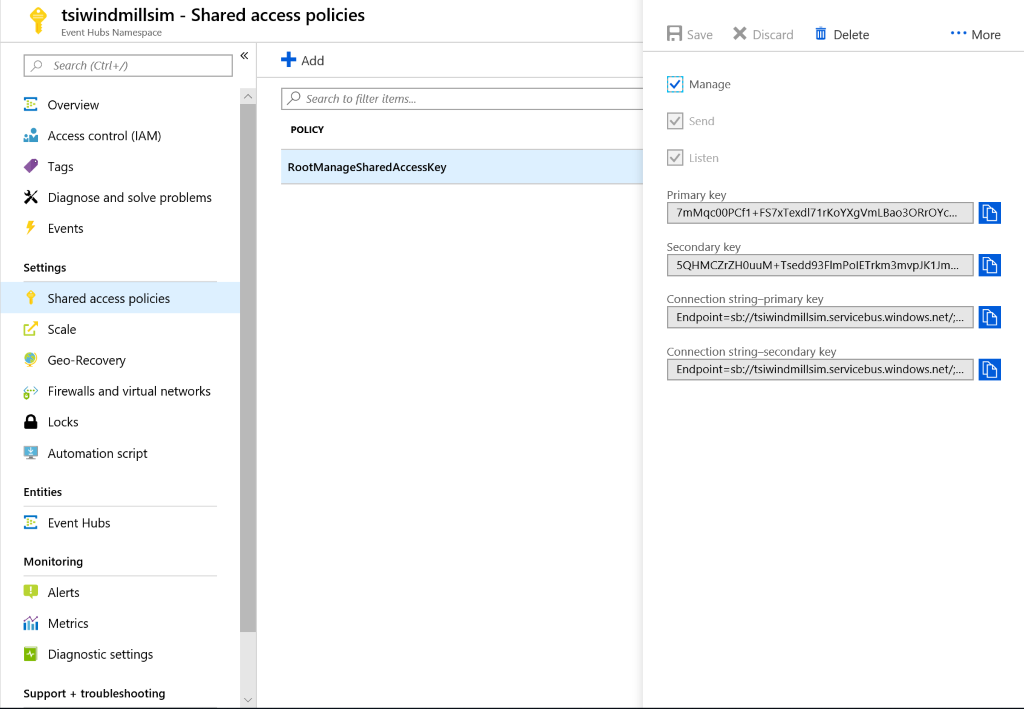 tsiwindmillsim - Shared access policies
Event Hubs Namespace
Search (Ctrl+/)
«
Overview
Access control (IAM)
Tags
Diagnose and solve problems
Events
Settings
Shared access policies
Scale
Geo-Recovery
Firewalls and virtual networks
Locks
Automation script
Entities
Event Hubs
Monitoring
Alerts
Metrics
Diagnostic settings
Support + troubleshooting
Add
Search to filter items...
POLICY
RootManageSharedAccessKey
Save
Discard
Delete
More
Manage
Send
Listen
Primary key
7mMqc00PCf1+FS7xTexdl71rKoYXgVmLBao3ORrOYc...
Secondary key
5QHMCZrZH0uuM+Tsedd93FlmPoIETrkm3mvpJK1Jm...
Connection string–primary key
Endpoint=sb://tsiwindmillsim.servicebus.windows.net/;...
Connection string–secondary key
Endpoint=sb://tsiwindmillsim.servicebus.windows.net/;...